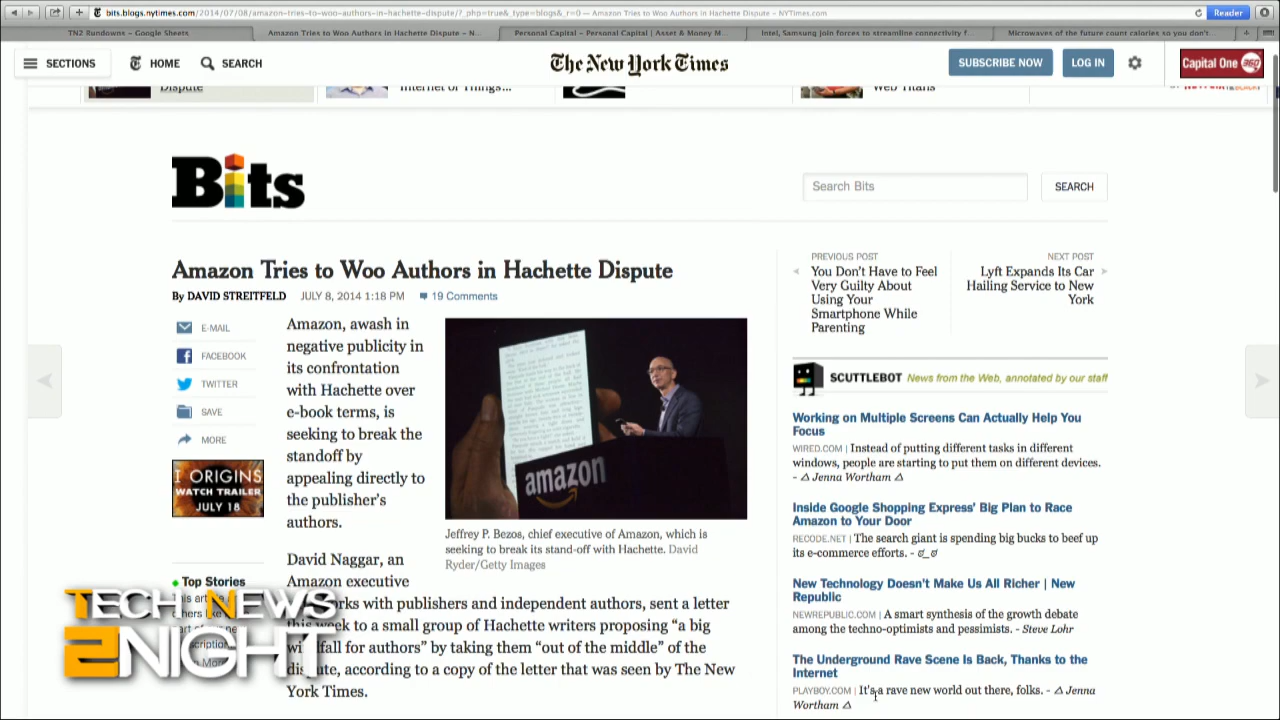 bits.blogs.nytimes.com/2014/07/08/amazon-tries-to-woo-authors-in-hachette-dispute/?_php=true&_type=blogs&_r=0 — Amazon Tries to Woo Authors in Hachette Dispute – NYTimes.com
Reader
TN2 Rundowns – Google Sheets
Amazon Tries to Woo Authors in Hachette Dispute – N...
Personal Capital – Personal Capital | Asset & Money M...
Intel, Samsung join forces to streamline connectivity f...
Microwaves of the future count calories so you don't...
SECTIONS
HOME
SEARCH
The New York Times
SUBSCRIBE NOW
LOG IN
Capital One 360
Dispute
Internet of Things...
Web Titans
Bits
Search Bits
SEARCH
Amazon Tries to Woo Authors in Hachette Dispute
By DAVID STREITFELD JULY 8, 2014 1:18 PM 19 Comments
E-MAIL
FACEBOOK
TWITTER
SAVE
MORE
I ORIGINS
WATCH TRAILER
JULY 18
Top Stories
Amazon, awash in
negative publicity in
its confrontation
with Hachette over
e-book terms, is
seeking to break the
standoff by
appealing directly to
the publisher's
authors.
amazon
Jeffrey P. Bezos, chief executive of Amazon, which is
seeking to break its stand-off with Hachette. David
Ryder/Getty Images
David Naggar, an
Amazon executive
works with publishers and independent authors, sent a letter
this week to a small group of Hachette writers proposing “a big
windfall for authors” by taking them “out of the middle” of the
dispute, according to a copy of the letter that was seen by The New
York Times.
PREVIOUS POST
You Don't Have to Feel
Very Guilty About
Using Your
Smartphone While
Parenting
NEXT POST
Lyft Expands Its Car
Hailing Service to New
York
SCUTTLEBOT News from the Web, annotated by our staff
Working on Multiple Screens Can Actually Help You
Focus
WIRED.COM | Instead of putting different tasks in different
windows, people are starting to put them on different devices.
- △ Jenna Wortham △
Inside Google Shopping Express' Big Plan to Race
Amazon to Your Door
RECODE.NET | The search giant is spending big bucks to beef up
its e-commerce efforts. - ಠ_ಠ
New Technology Doesn't Make Us All Richer | New
Republic
NEWREPUBLIC.COM | A smart synthesis of the growth debate
among the techno-optimists and pessimists. - Steve Lohr
The Underground Rave Scene Is Back, Thanks to the
Internet
PLAYBOY.COM | It's a rave new world out there, folks. - △ Jenna
Wortham △
TECH NEWS
2NIGHT